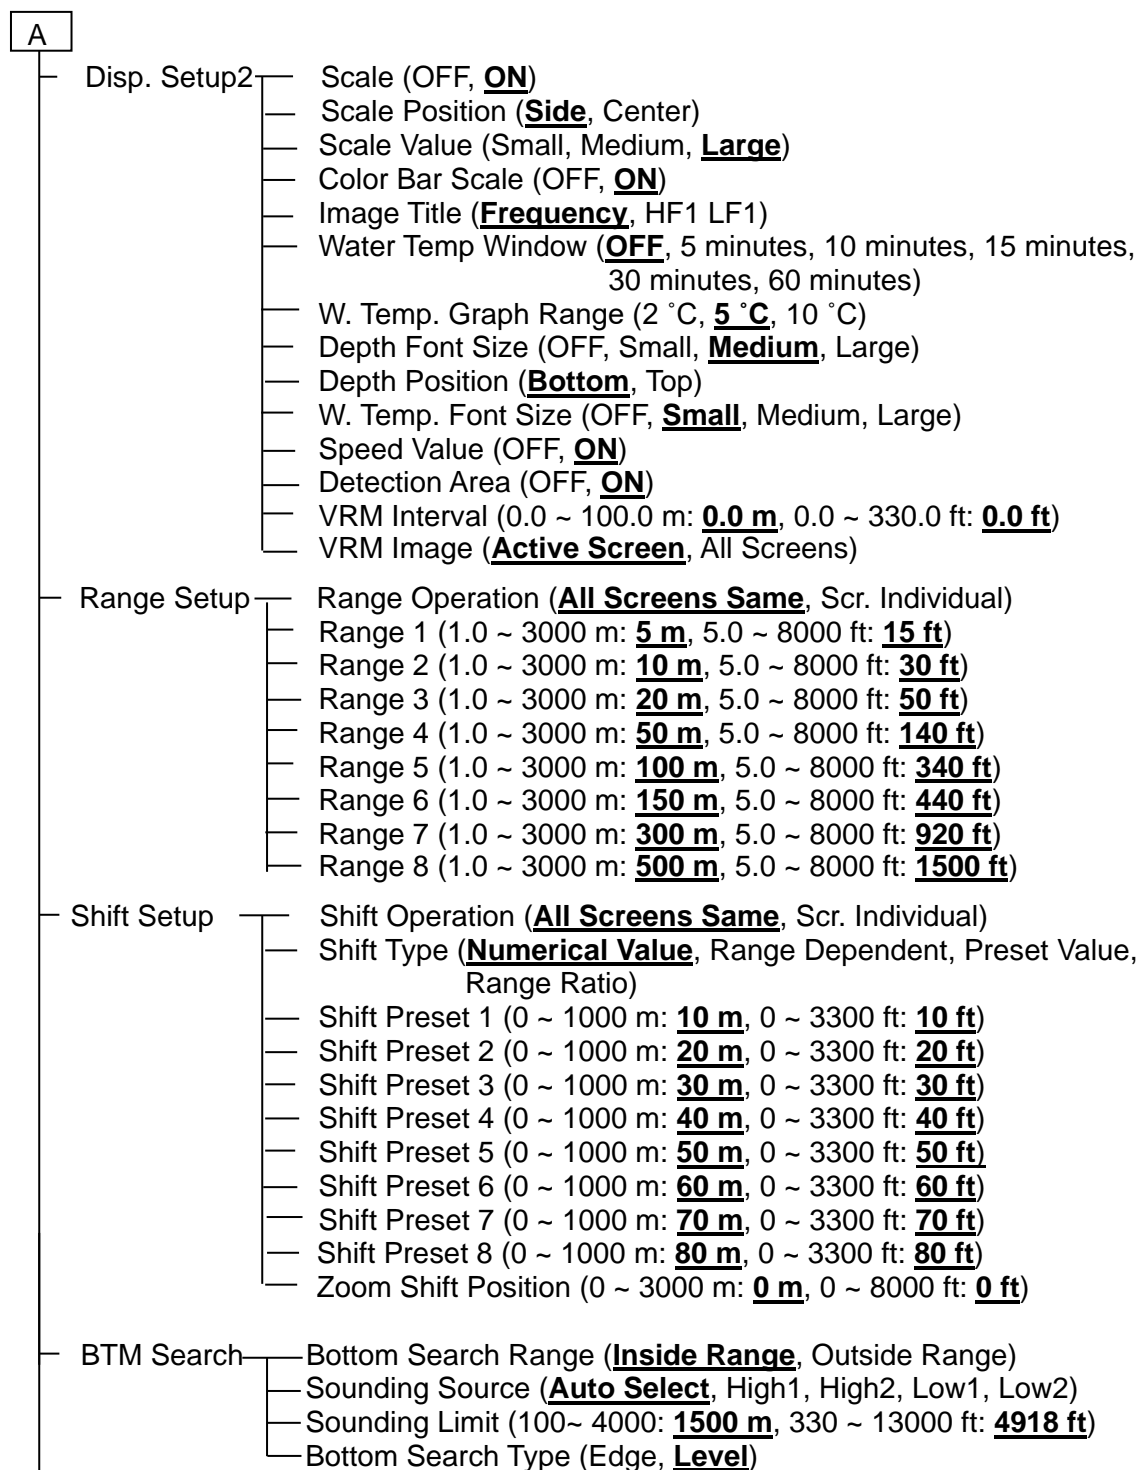 A
Disp. Setup2
Scale (OFF, ON)
Scale Position (Side, Center)
Scale Value (Small, Medium, Large)
Color Bar Scale (OFF, ON)
Image Title (Frequency, HF1 LF1)
Water Temp Window (OFF, 5 minutes, 10 minutes, 15 minutes,
30 minutes, 60 minutes)
W. Temp. Graph Range (2 ˚C, 5 ˚C, 10 ˚C)
Depth Font Size (OFF, Small, Medium, Large)
Depth Position (Bottom, Top)
W. Temp. Font Size (OFF, Small, Medium, Large)
Speed Value (OFF, ON)
Detection Area (OFF, ON)
VRM Interval (0.0 ~ 100.0 m: 0.0 m, 0.0 ~ 330.0 ft: 0.0 ft)
VRM Image (Active Screen, All Screens)
Range Setup
Range Operation (All Screens Same, Scr. Individual)
Range 1 (1.0 ~ 3000 m: 5 m, 5.0 ~ 8000 ft: 15 ft)
Range 2 (1.0 ~ 3000 m: 10 m, 5.0 ~ 8000 ft: 30 ft)
Range 3 (1.0 ~ 3000 m: 20 m, 5.0 ~ 8000 ft: 50 ft)
Range 4 (1.0 ~ 3000 m: 50 m, 5.0 ~ 8000 ft: 140 ft)
Range 5 (1.0 ~ 3000 m: 100 m, 5.0 ~ 8000 ft: 340 ft)
Range 6 (1.0 ~ 3000 m: 150 m, 5.0 ~ 8000 ft: 440 ft)
Range 7 (1.0 ~ 3000 m: 300 m, 5.0 ~ 8000 ft: 920 ft)
Range 8 (1.0 ~ 3000 m: 500 m, 5.0 ~ 8000 ft: 1500 ft)
Shift Setup
Shift Operation (All Screens Same, Scr. Individual)
Shift Type (Numerical Value, Range Dependent, Preset Value,
Range Ratio)
Shift Preset 1 (0 ~ 1000 m: 10 m, 0 ~ 3300 ft: 10 ft)
Shift Preset 2 (0 ~ 1000 m: 20 m, 0 ~ 3300 ft: 20 ft)
Shift Preset 3 (0 ~ 1000 m: 30 m, 0 ~ 3300 ft: 30 ft)
Shift Preset 4 (0 ~ 1000 m: 40 m, 0 ~ 3300 ft: 40 ft)
Shift Preset 5 (0 ~ 1000 m: 50 m, 0 ~ 3300 ft: 50 ft)
Shift Preset 6 (0 ~ 1000 m: 60 m, 0 ~ 3300 ft: 60 ft)
Shift Preset 7 (0 ~ 1000 m: 70 m, 0 ~ 3300 ft: 70 ft)
Shift Preset 8 (0 ~ 1000 m: 80 m, 0 ~ 3300 ft: 80 ft)
Zoom Shift Position (0 ~ 3000 m: 0 m, 0 ~ 8000 ft: 0 ft)
BTM Search
Bottom Search Range (Inside Range, Outside Range)
Sounding Source (Auto Select, High1, High2, Low1, Low2)
Sounding Limit (100~ 4000: 1500 m, 330 ~ 13000 ft: 4918 ft)
Bottom Search Type (Edge, Level)